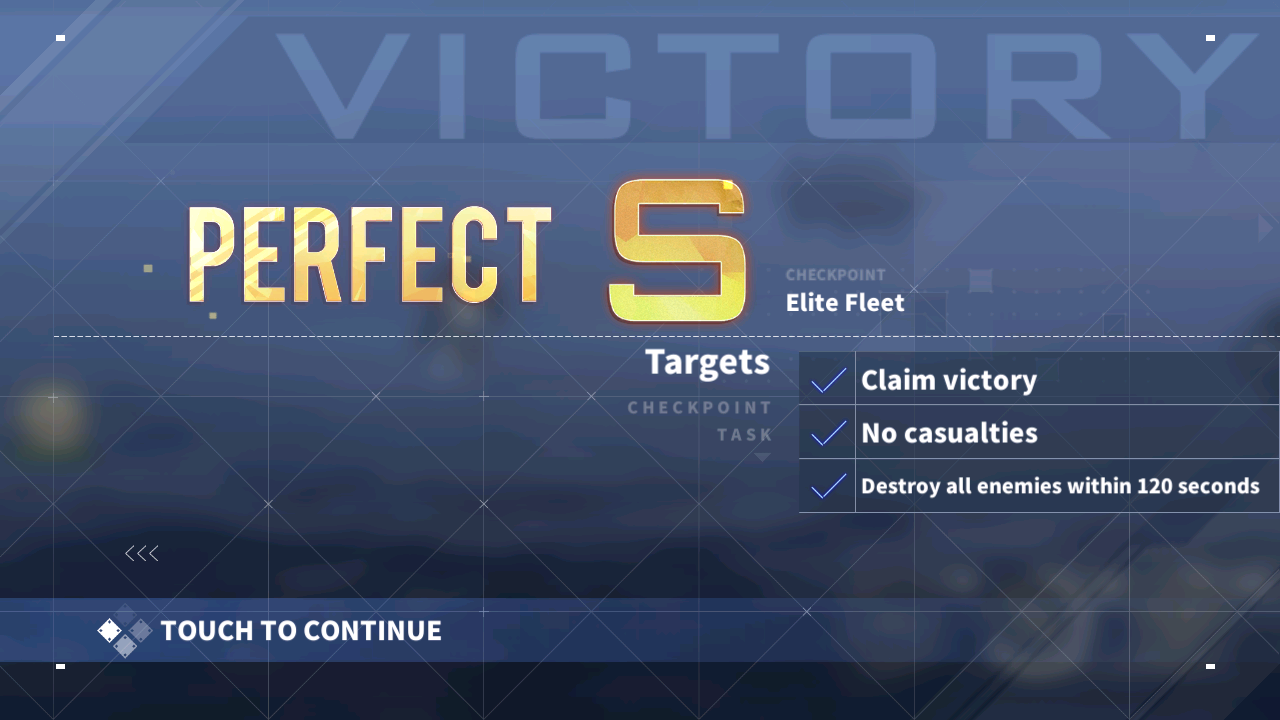 VICTORY
PERFECT S
CHECKPOINT
Elite Fleet
Targets
CHECKPOINT
TASK
Claim victory
No casualties
Destroy all enemies within 120 seconds
TOUCH TO CONTINUE